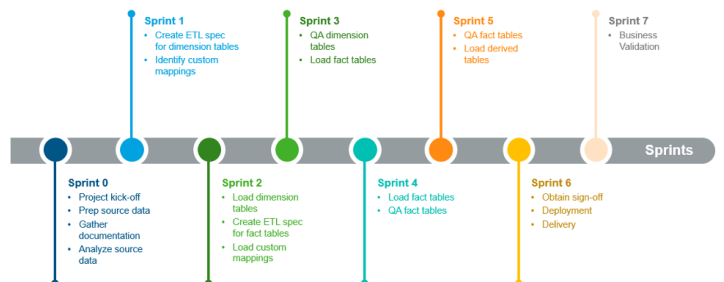 Sprint 1
• Create ETL spec
for dimension tables
• Identify custom
mappings
Sprint 3
• QA dimension
tables
• Load fact tables
Sprint 5
• QA fact tables
• Load derived
tables
Sprint 7
• Business
Validation
Sprints
Sprint 0
• Project kick-off
• Prep source data
• Gather
documentation
• Analyze source
data
Sprint 2
• Load dimension
tables
• Create ETL spec
for fact tables
• Load custom
mappings
Sprint 4
• Load fact tables
• QA fact tables
Sprint 6
• Obtain sign-off
• Deployment
• Delivery